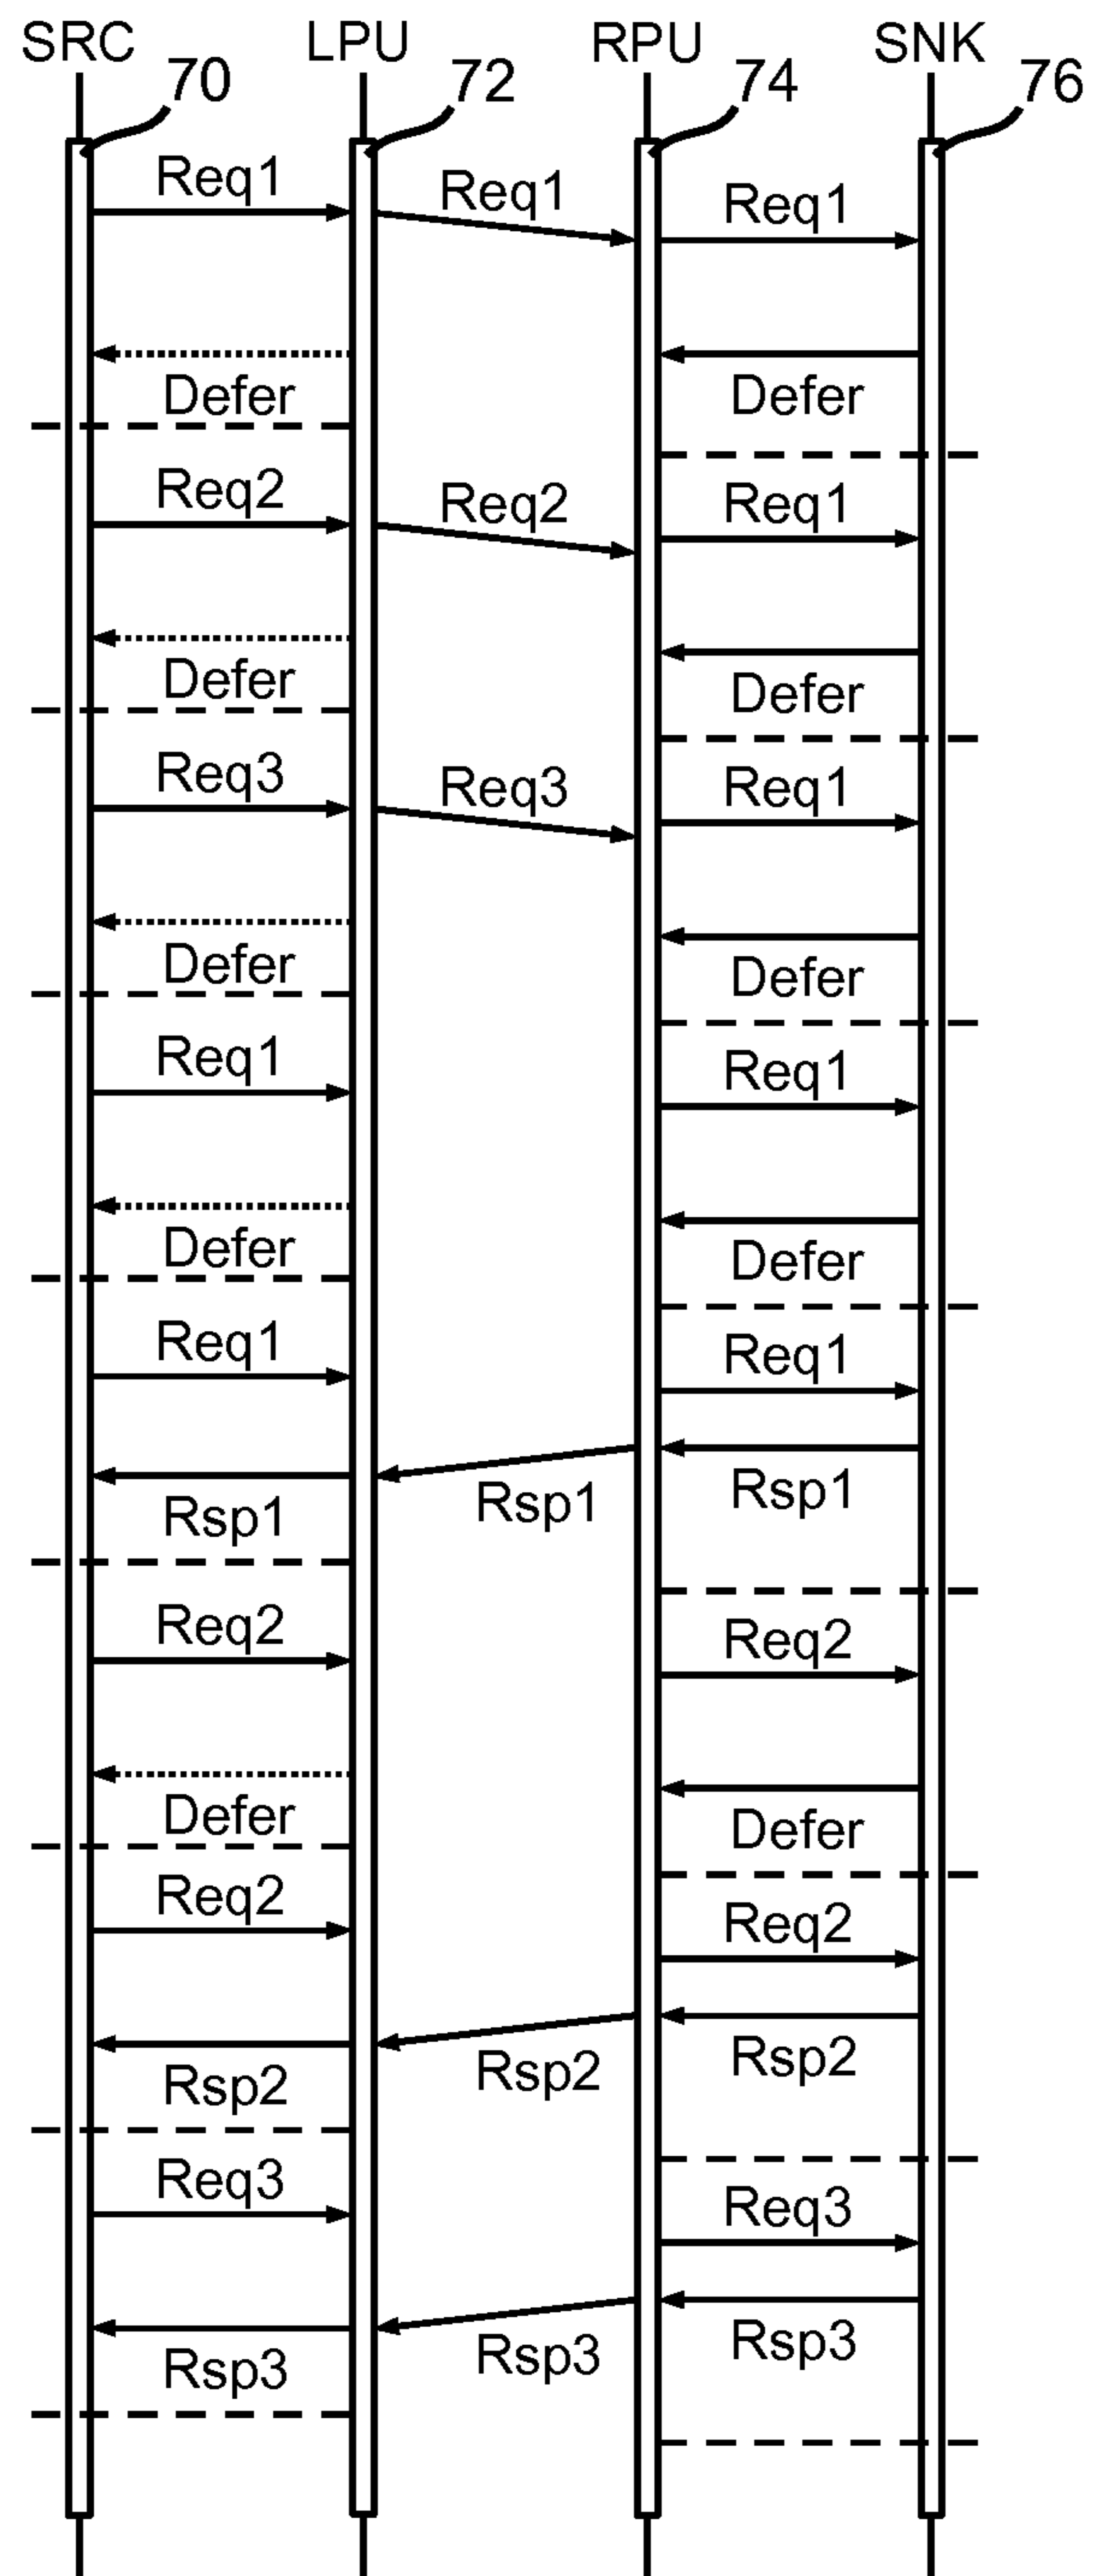 SRC LPU RPU SNK
70 72 74 76
Req1 Req1 Req1
Defer Defer
Req2 Req2 Req1
Defer Defer
Req3 Req3 Req1
Defer Defer
Req1 Req1
Defer Defer
Req1 Req1
Rsp1 Rsp1 Rsp1
Req2 Req2
Defer Defer
Req2 Req2
Rsp2 Rsp2 Rsp2
Req3 Req3
Rsp3 Rsp3 Rsp3